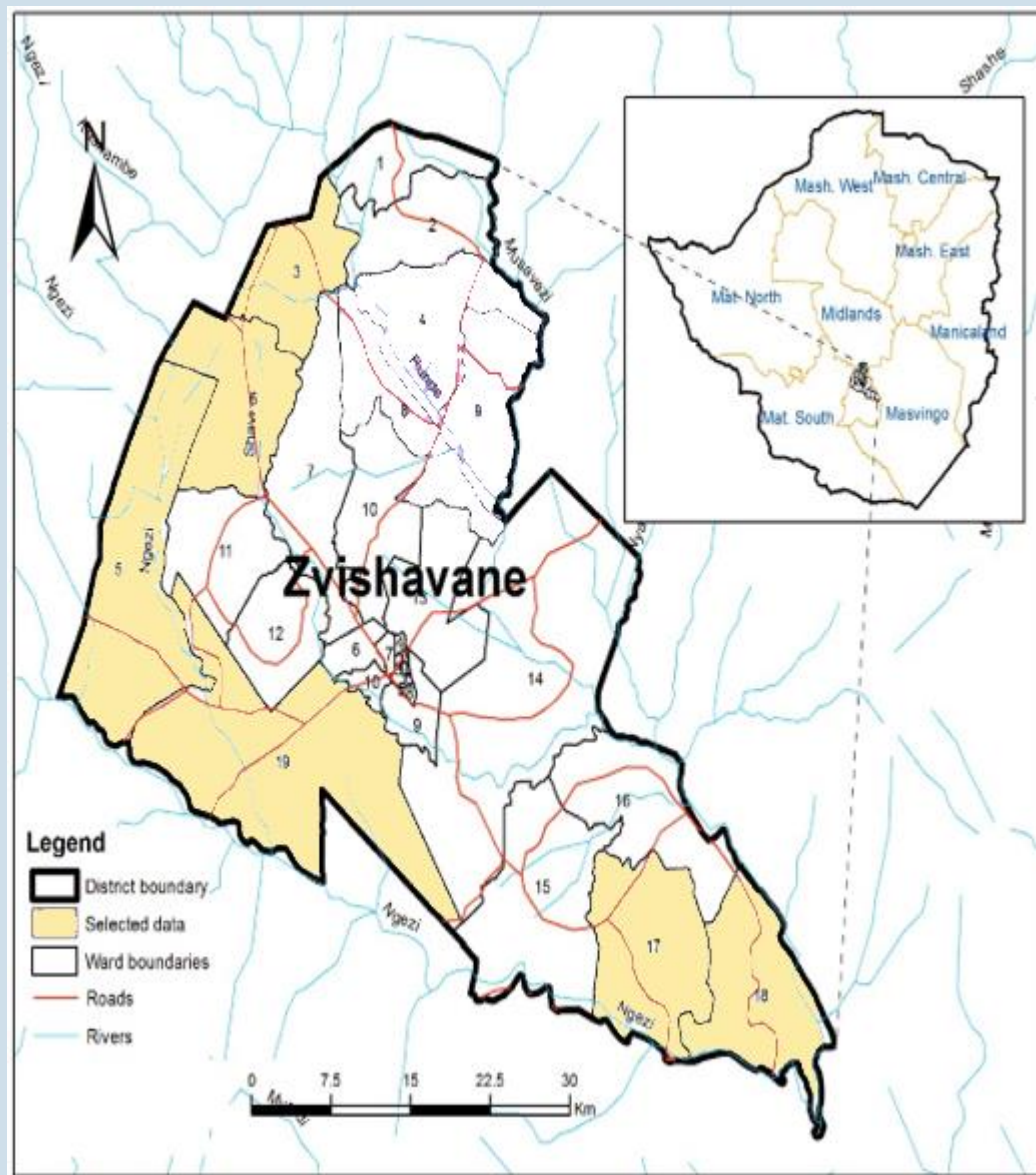 Ngezi
Shashe
N
1
Mash. West
Mash. Central
2
Mash. East
3
Ngezi
Mat. North
4
Midlands
Manicaland
Runde
6
8
9
Mat. South
Masvingo
Shave
7
10
11
Ngezi
5
Zvishavane
13
12
6
7
10
14
9
19
16
Legend
District boundary
15
Selected data
Ngezi
17
Ward boundaries
18
Roads
Ngezi
Rivers
0 7.5 15 22.5 30
Km